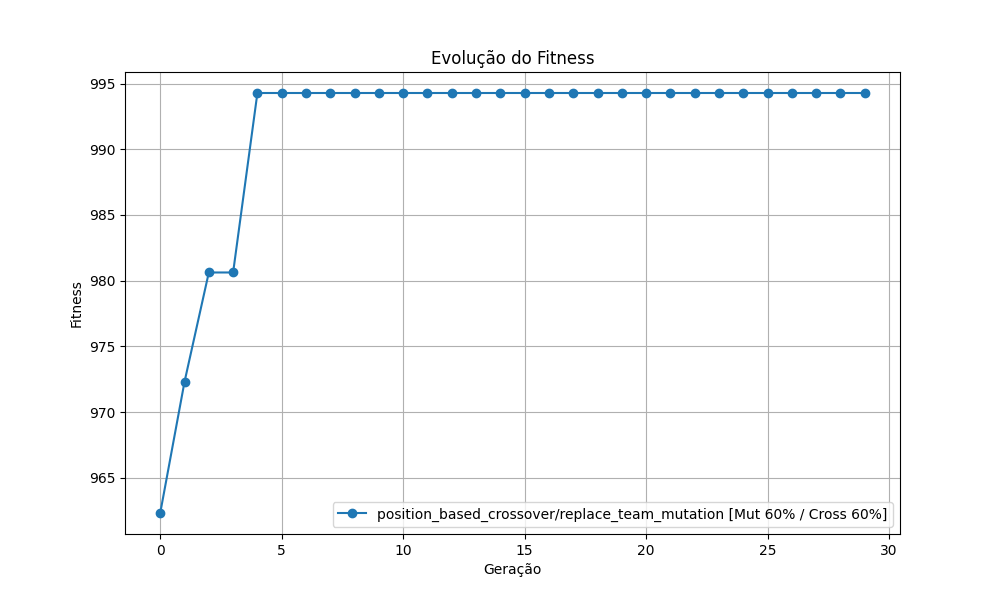 Evolução do Fitness
Fitness
995
990
985
980
975
970
965
position_based_crossover/replace_team_mutation [Mut 60% / Cross 60%]
0 5 10 15 20 25 30
Geração